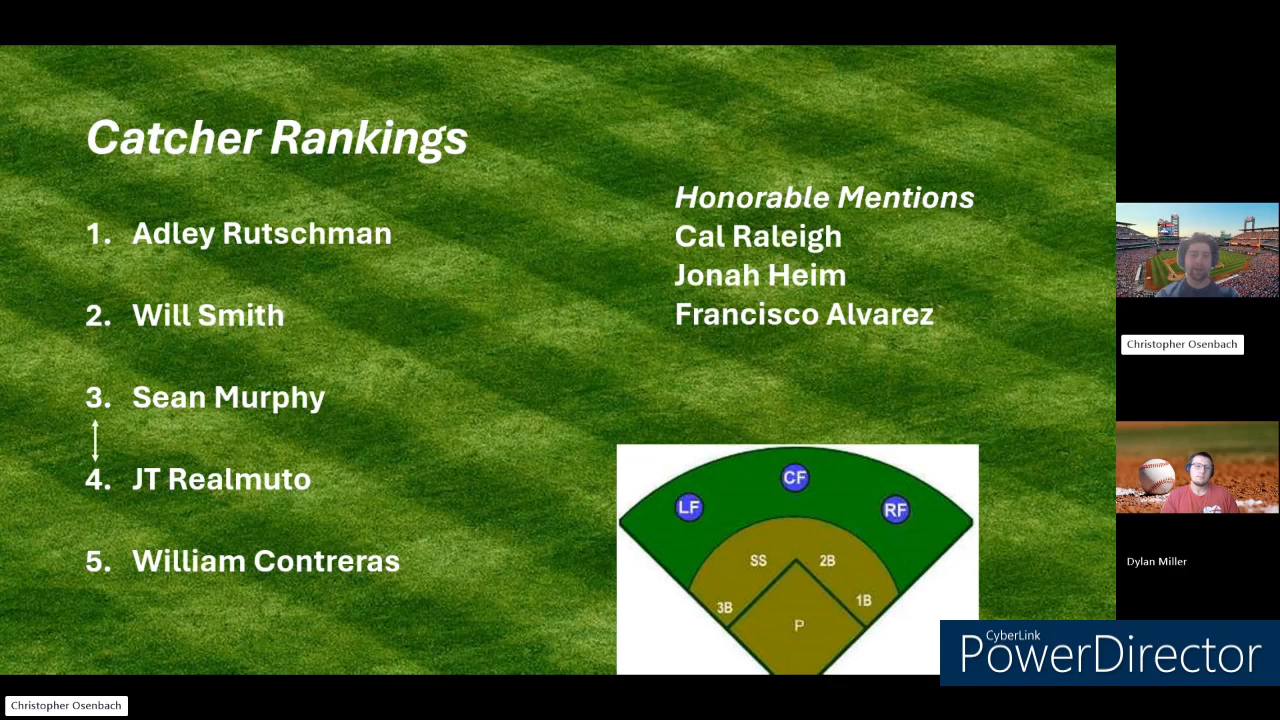 Catcher Rankings
1. Adley Rutschman
2. Will Smith
3. Sean Murphy
4. JT Realmuto
5. William Contreras
Honorable Mentions
Cal Raleigh
Jonah Heim
Francisco Alvarez
CF
LF
RF
SS
2B
3B
1B
P
Christopher Osenbach
Dylan Miller
CyberLink
PowerDirector
Christopher Osenbach